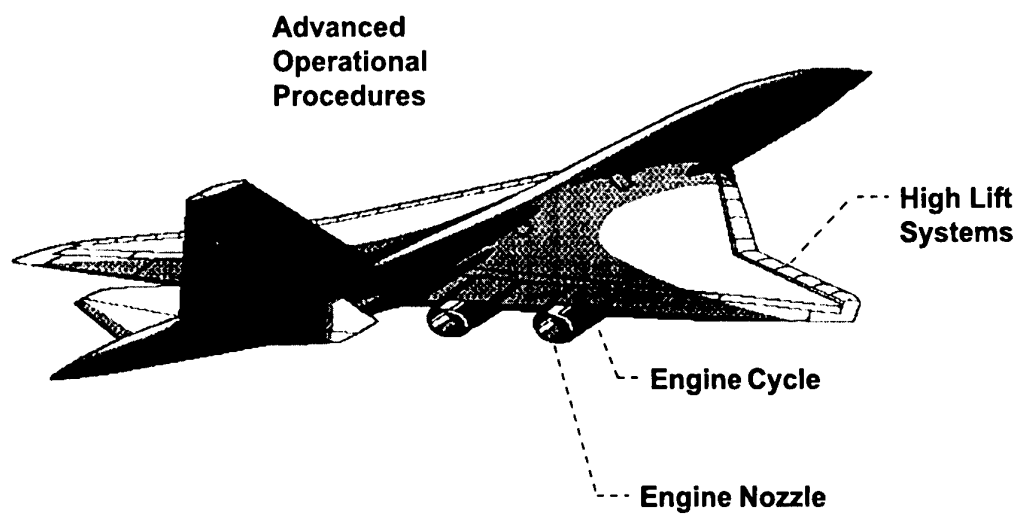 Advanced
Operational
Procedures
High Lift
Systems
Engine Cycle
Engine Nozzle